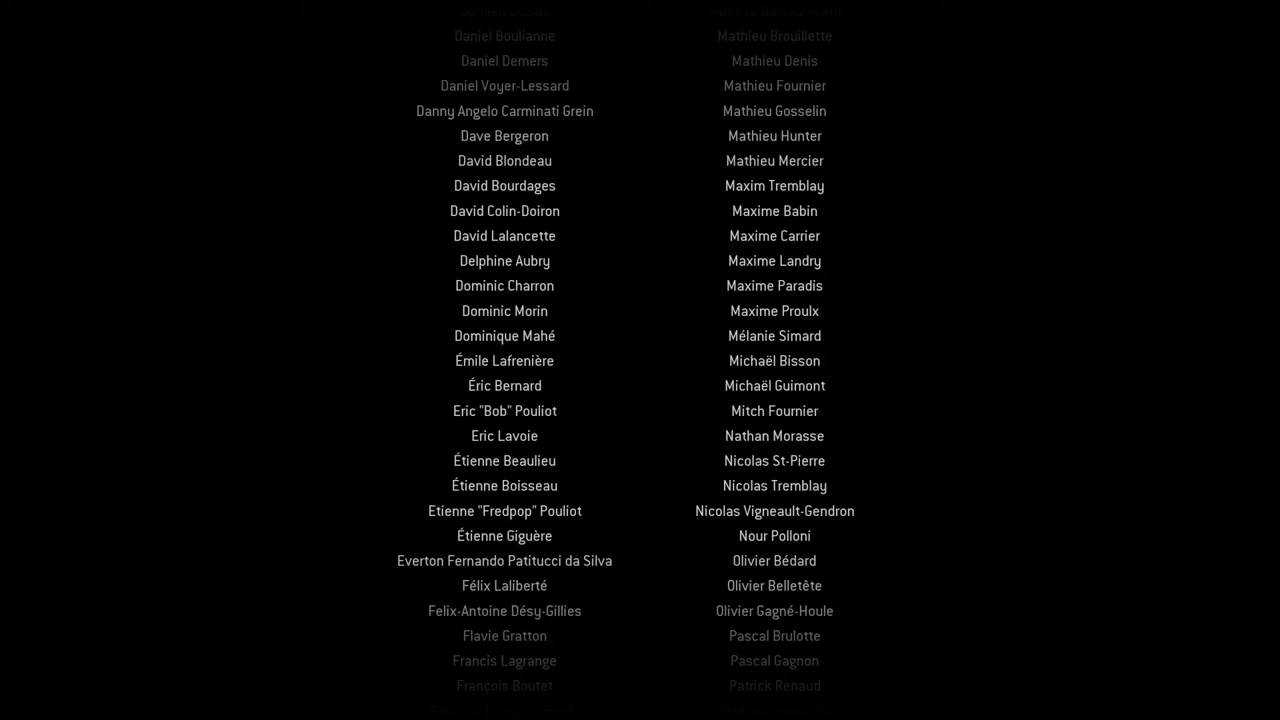 Daniel Boulianne
Daniel Demers
Daniel Voyer-Lessard
Danny Angelo Carminati Grein
Dave Bergeron
David Blondeau
David Bourdages
David Colin-Doiron
David Lalancette
Delphine Aubry
Dominic Charron
Dominic Morin
Dominique Mahé
Émile Lafrenière
Éric Bernard
Eric "Bob" Pouliot
Eric Lavoie
Étienne Beaulieu
Étienne Boisseau
Etienne "Fredpop" Pouliot
Étienne Giguère
Everton Fernando Patitucci da Silva
Félix Laliberté
Felix-Antoine Désy-Gillies
Flavie Gratton
Francis Lagrange
François Boutet
Mathieu Brouillette
Mathieu Denis
Mathieu Fournier
Mathieu Gosselin
Mathieu Hunter
Mathieu Mercier
Maxim Tremblay
Maxime Babin
Maxime Carrier
Maxime Landry
Maxime Paradis
Maxime Proulx
Mélanie Simard
Michaël Bisson
Michaël Guimont
Mitch Fournier
Nathan Morasse
Nicolas St-Pierre
Nicolas Tremblay
Nicolas Vigneault-Gendron
Nour Polloni
Olivier Bédard
Olivier Belletête
Olivier Gagné-Houle
Pascal Brulotte
Pascal Gagnon
Patrick Renaud